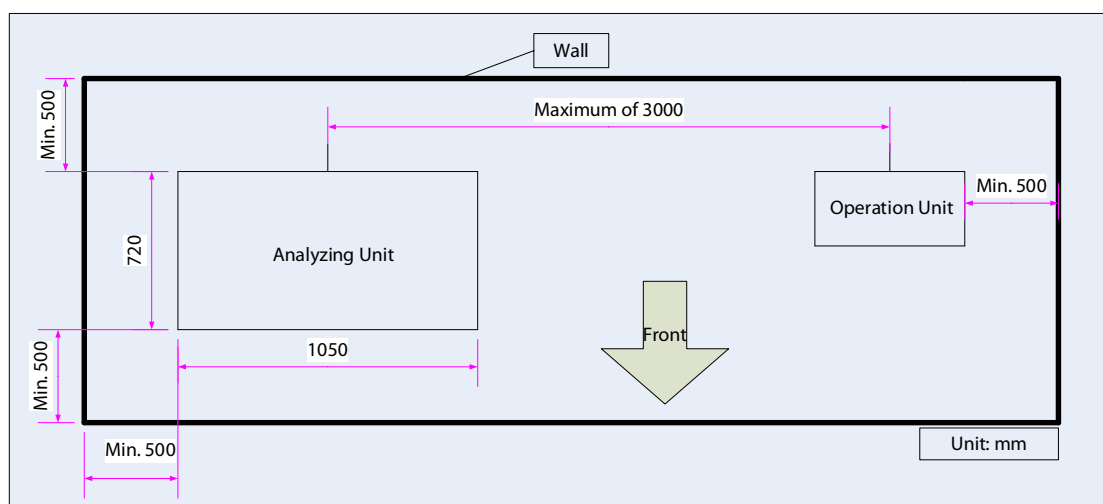 Wall
Min. 500
Maximum of 3000
Min. 500
Operation Unit
Analyzing Unit
720
Front
1050
Min. 500
Min. 500
Unit: mm